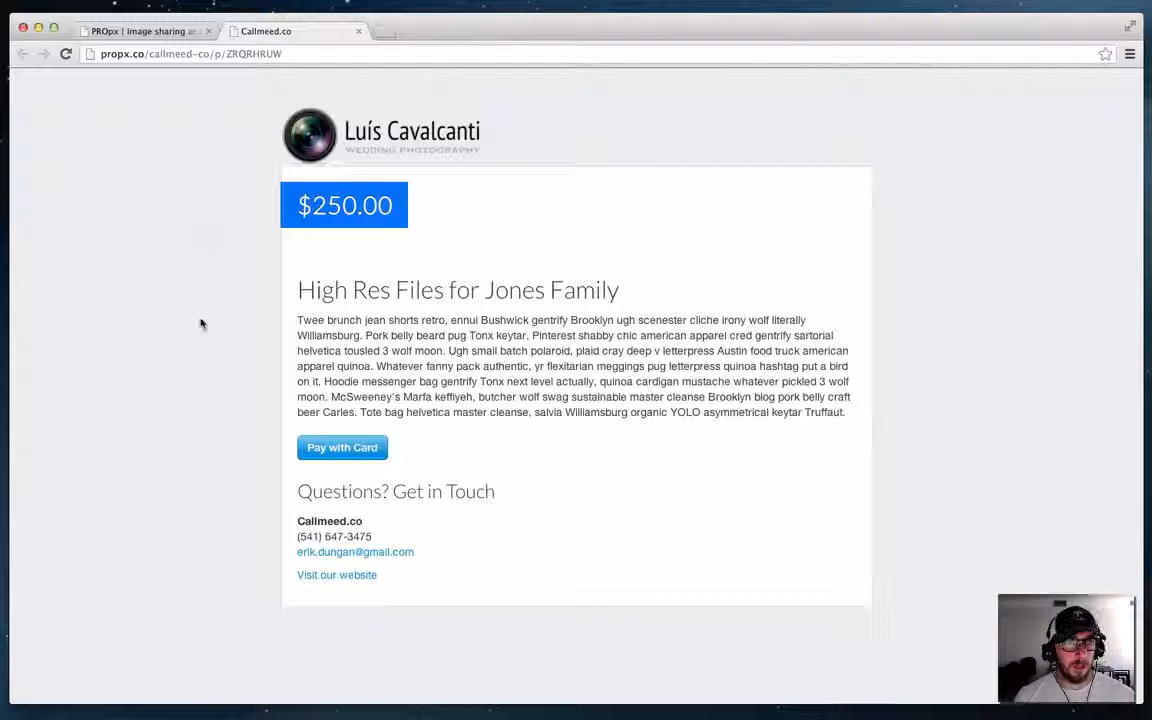 PROpx | Image sharing an
Callmeed.co
propx.co/callmeed-co/p/ZRQRHRUW
Luís Cavalcanti
WEDDING PHOTOGRAPHY
$250.00
High Res Files for Jones Family
Twee brunch jean shorts retro, ennui Bushwick gentrify Brooklyn ugh scenester cliche irony wolf literally
Williamsburg. Pork belly beard pug Tonx keytar. Pinterest shabby chic american apparel cred gentrify sartorial
helvetica tousled 3 wolf moon. Ugh small batch polaroid, plaid cray deep v letterpress Austin food truck american
apparel quinoa. Whatever fanny pack authentic, yr flexitarian meggings pug letterpress quinoa hashtag put a bird
on it. Hoodie messenger bag gentrify Tonx next level actually, quinoa cardigan mustache whatever pickled 3 wolf
moon. McSweeney's Marfa keffiyeh, butcher wolf swag sustainable master cleanse Brooklyn blog pork belly craft
beer Carles. Tote bag helvetica master cleanse, salvia Williamsburg organic YOLO asymmetrical keytar Truffaut.
Pay with Card
Questions? Get in Touch
Callmeed.co
(541) 647-3475
erik.dungan@gmail.com
Visit our website